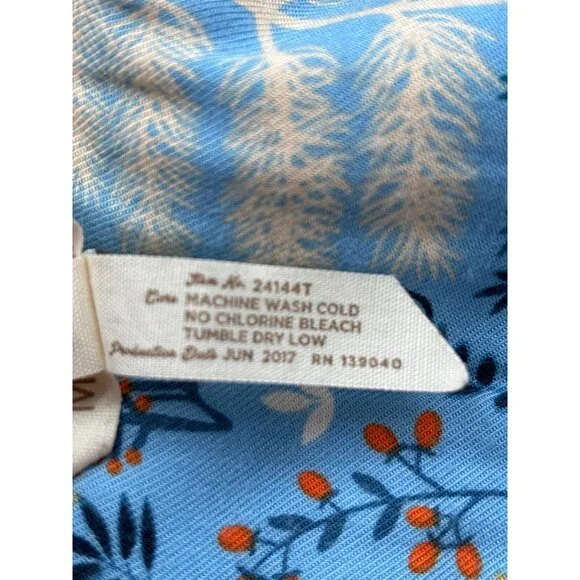 Item No. 24144T
Care MACHINE WASH COLD
NO CHLORINE BLEACH
TUMBLE DRY LOW
Production Date JUN 2017 RN 139040
M